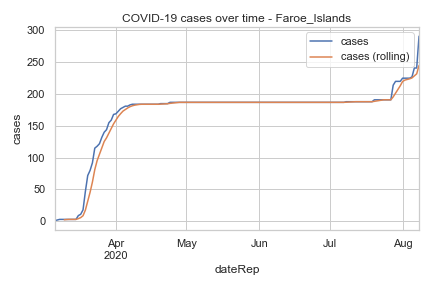 COVID-19 cases over time - Faroe_Islands
cases
cases (rolling)
300
250
200
150
100
50
0
cases
Apr
2020
May
Jun
Jul
Aug
dateRep